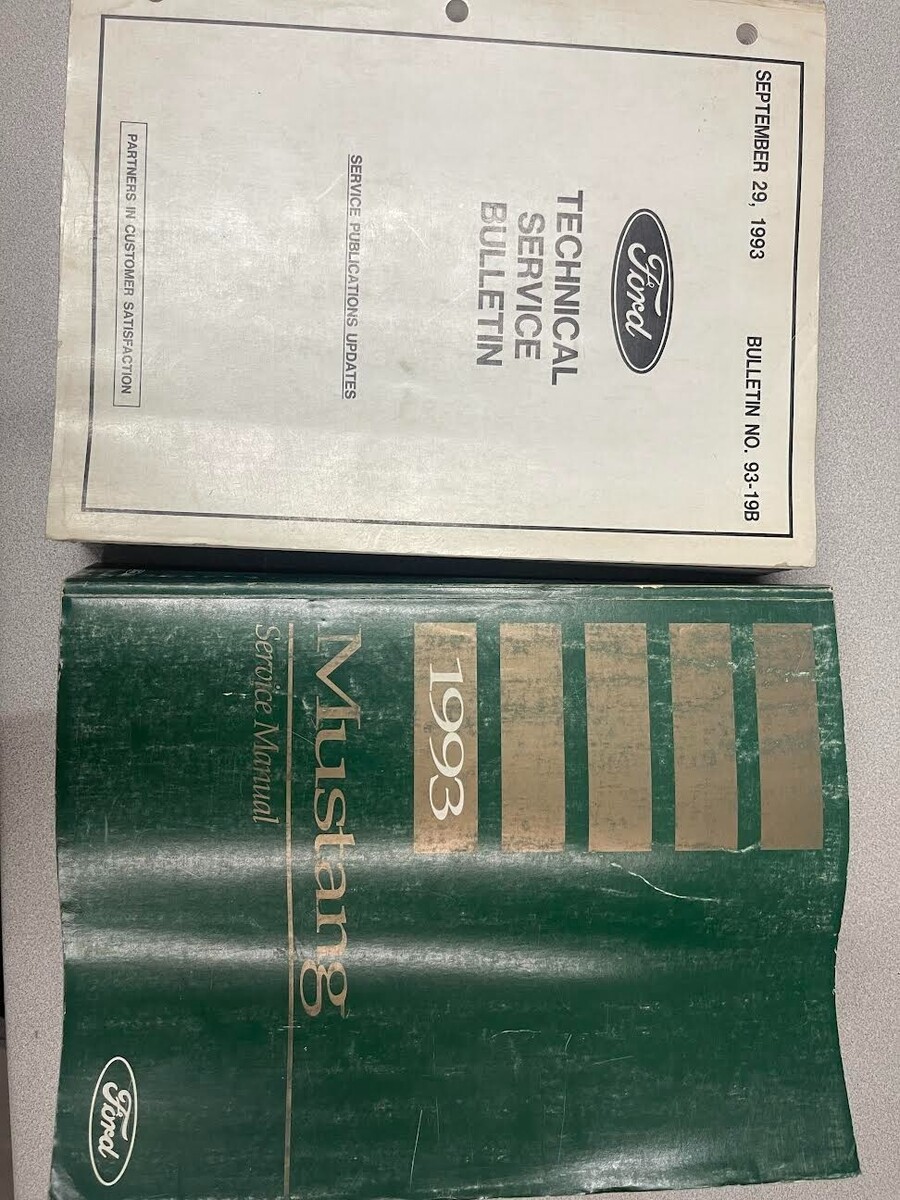 SEPTEMBER 29, 1993 BULLETIN NO. 93-19B
Ford
TECHNICAL
SERVICE
BULLETIN
SERVICE PUBLICATIONS UPDATES
PARTNERS IN CUSTOMER SATISFACTION
1993
Mustang
Service Manual
Ford